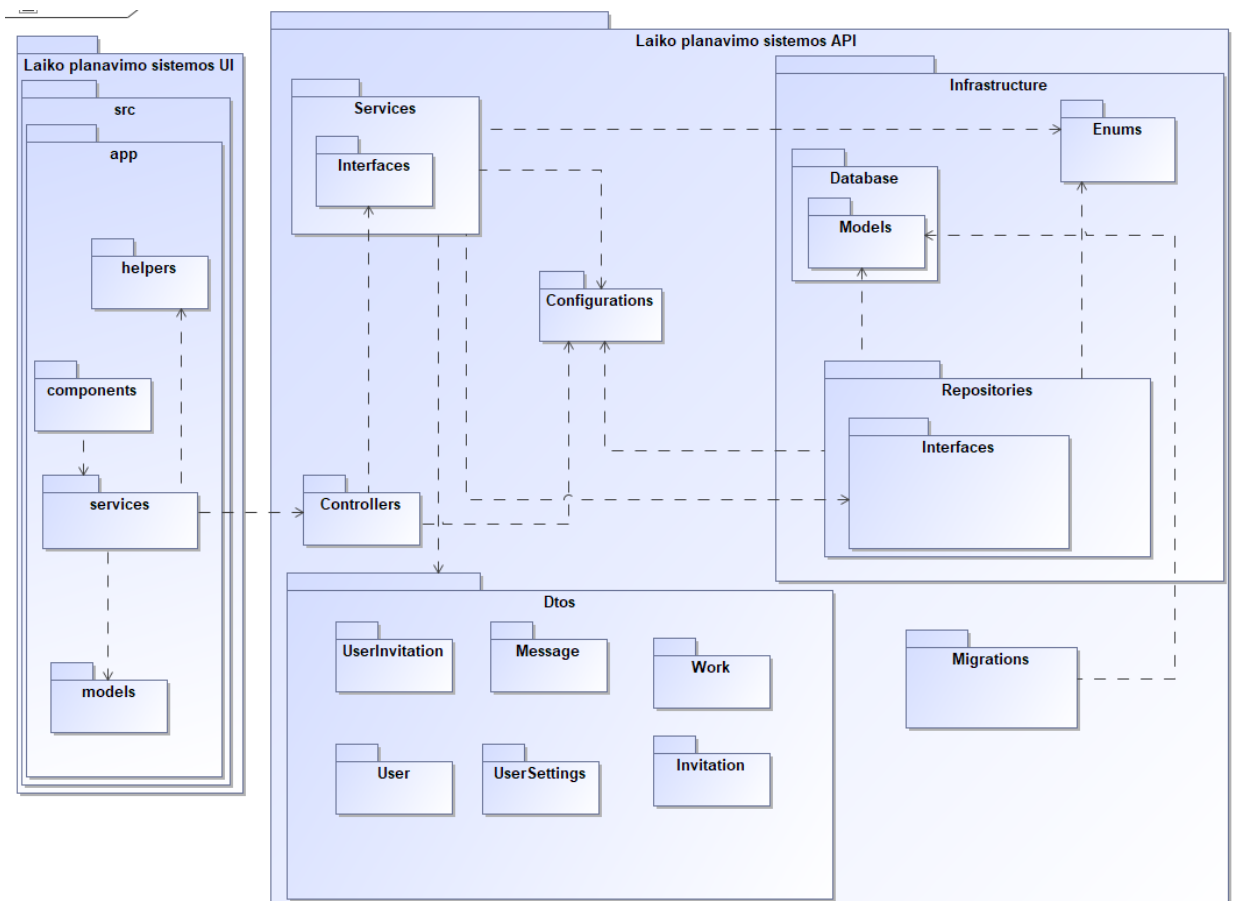 Laiko planavimo sistemos UI
src
app
helpers
components
services
models
Laiko planavimo sistemos API
Services
Interfaces
Configurations
Controllers
Infrastructure
Enums
Database
Models
Repositories
Interfaces
Dtos
UserInvitation
Message
Work
User
UserSettings
Invitation
Migrations